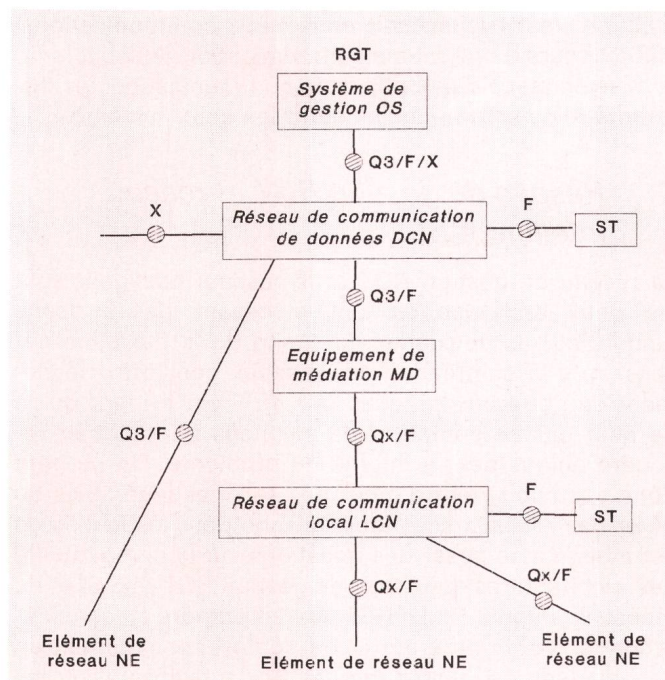 RGT
Système de
gestion OS
Q3/F/X
X
Réseau de communication
de données DCN
F
ST
Q3/F
Equipement de
médiation MD
Q3/F
Qx/F
Réseau de communication
local LCN
F
ST
Qx/F
Qx/F
Elément de
réseau NE
Elément de réseau NE
Elément de
réseau NE